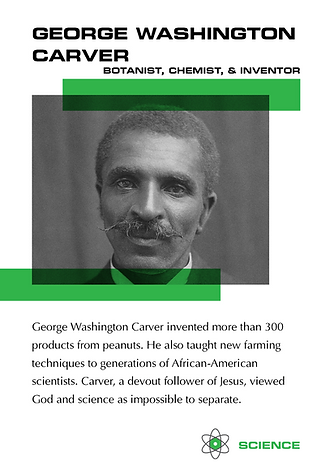 GEORGE WASHINGTON
CARVER
BOTANIST, CHEMIST, & INVENTOR
George Washington Carver invented more than 300
products from peanuts. He also taught new farming
techniques to generations of African-American
scientists. Carver, a devout follower of Jesus, viewed
God and science as impossible to separate.
SCIENCE